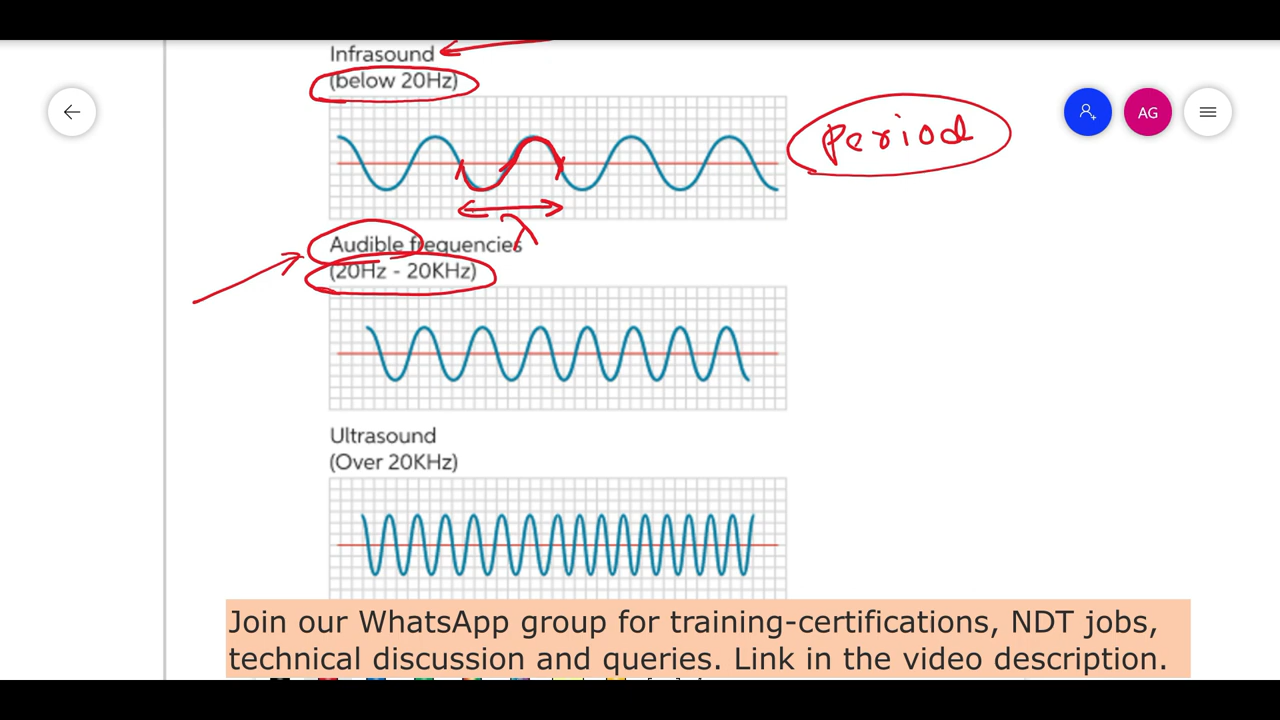 Infrasound
(below 20Hz)
Period
AG
λ
Audible frequencies
(20Hz - 20KHz)
Ultrasound
(Over 20KHz)
Join our WhatsApp group for training-certifications, NDT jobs,
technical discussion and queries. Link in the video description.